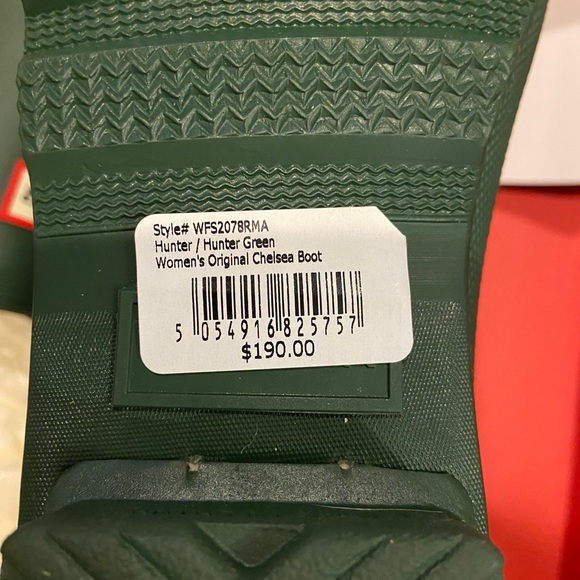 Style# WFS2078RMA
Hunter / Hunter Green
Women's Original Chelsea Boot
5 054916 825757
$190.00